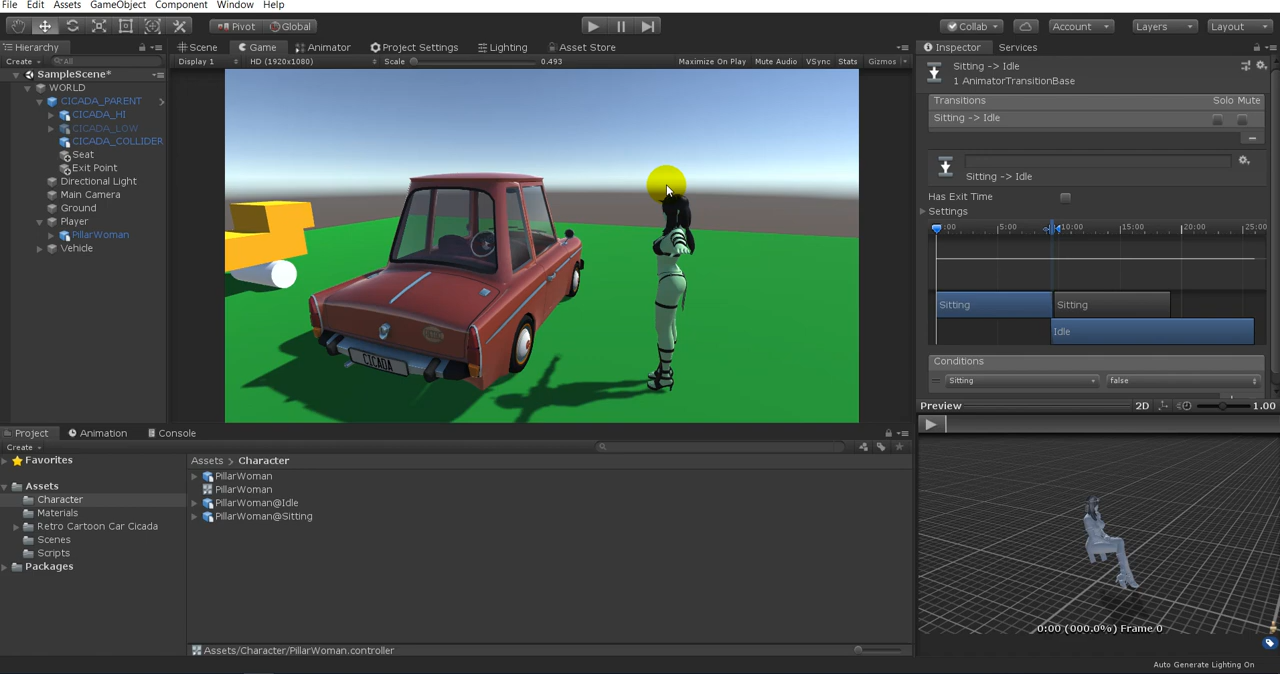 File Edit Assets GameObject Component Window Help
Pivot Global Collab Account Layers Layout
Hierarchy Scene Game Animator Project Settings Lighting Asset Store Inspector Services
Create All Display 1 HD (1920x1080) Scale 0.493 Maximize On Play Mute Audio VSync Stats Gizmos
SampleScene*
WORLD
CICADA_PARENT
CICADA_HI
CICADA_LOW
CICADA_COLLIDER
Seat
Exit Point
Directional Light
Main Camera
Ground
Player
PillarWoman
Vehicle
CICADA
Sitting -> Idle
1 AnimatorTransitionBase
Transitions Solo Mute
Sitting -> Idle
Sitting -> Idle
Has Exit Time
Settings
:00 5:00 10:00 15:00 20:00 25:00
Sitting Sitting
Idle
Conditions
Sitting false
Preview 2D 1.00
0:00 (000.0%) Frame 0
Project Animation Console
Create
Favorites
Assets
Character
Materials
Retro Cartoon Car Cicada
Scenes
Scripts
Packages
Assets > Character
PillarWoman
PillarWoman
PillarWoman@Idle
PillarWoman@Sitting
Assets/Character/PillarWoman.controller
Auto Generate Lighting On